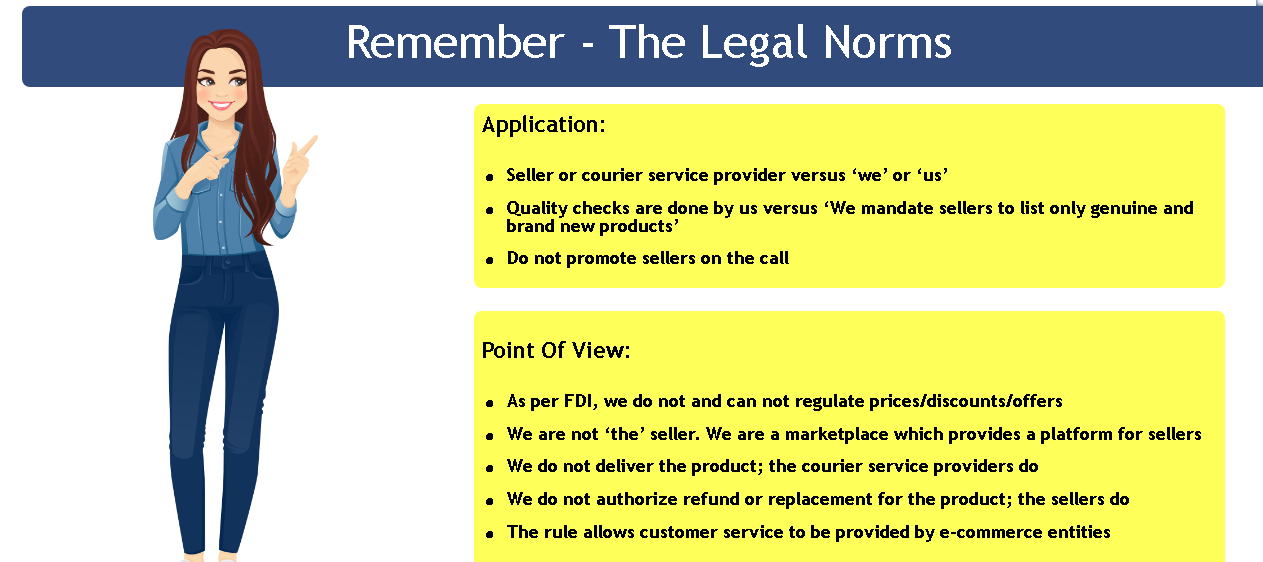 Remember - The Legal Norms
Application:
• Seller or courier service provider versus ‘we’ or ‘us’
• Quality checks are done by us versus ‘We mandate sellers to list only genuine and
brand new products’
• Do not promote sellers on the call
Point Of View:
• As per FDI, we do not and can not regulate prices/discounts/offers
• We are not ‘the’ seller. We are a marketplace which provides a platform for sellers
• We do not deliver the product; the courier service providers do
• We do not authorize refund or replacement for the product; the sellers do
• The rule allows customer service to be provided by e-commerce entities